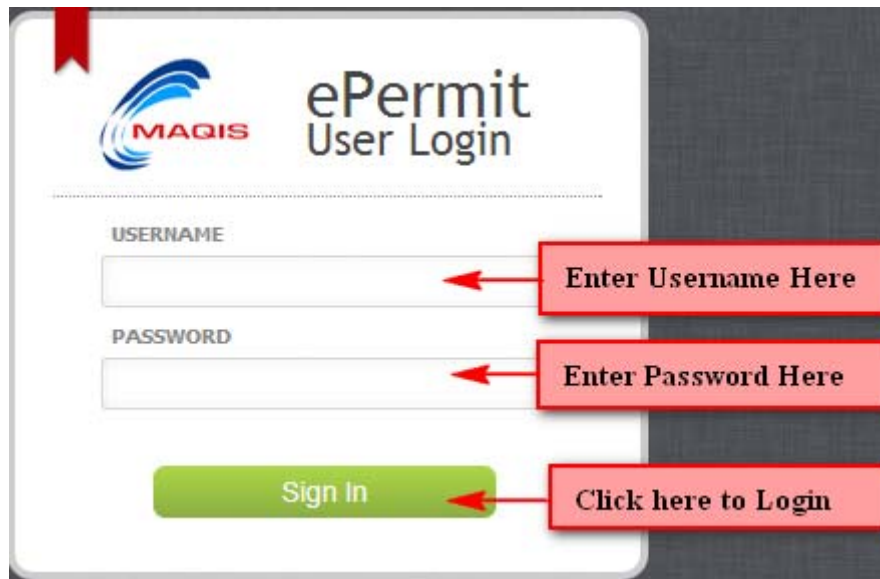 MAQIS
ePermit
User Login
USERNAME
Enter Username Here
PASSWORD
Enter Password Here
Sign In
Click here to Login